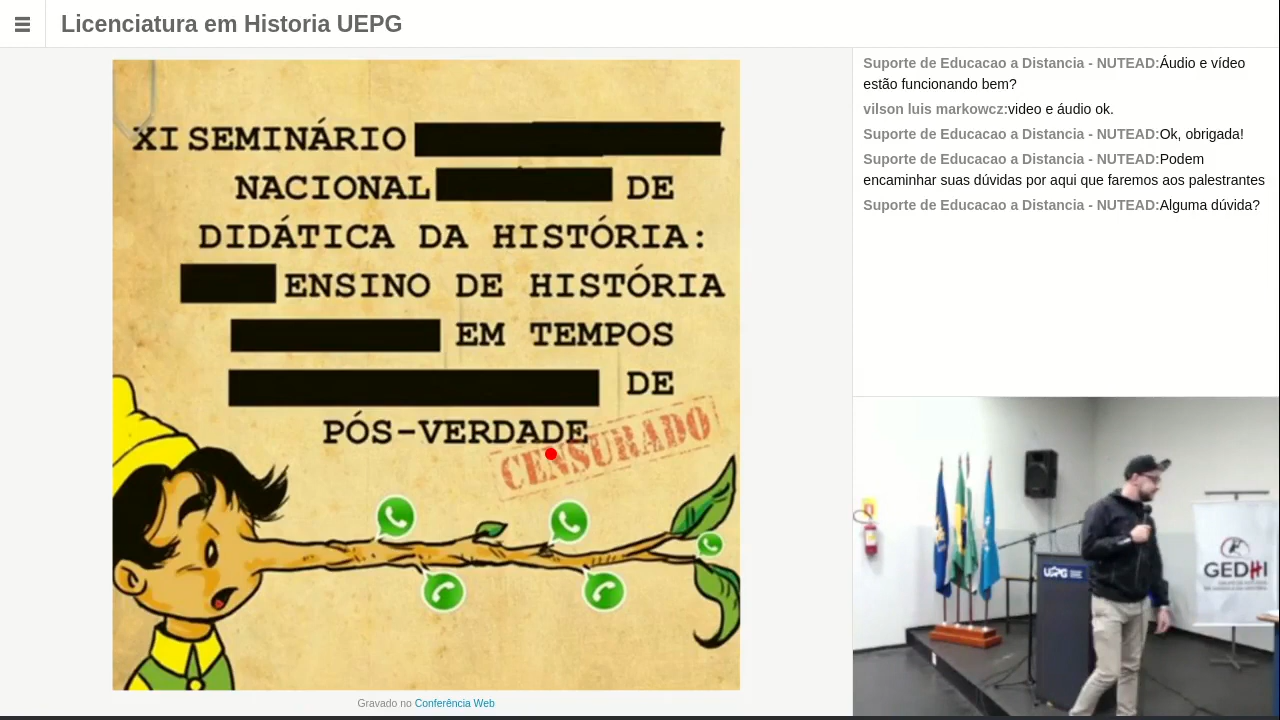 Licenciatura em Historia UEPG
XI SEMINÁRIO
NACIONAL DE
DIDÁTICA DA HISTÓRIA:
ENSINO DE HISTÓRIA
EM TEMPOS
DE
PÓS-VERDADE
CENSURADO
Gravado no Conferência Web
Suporte de Educacao a Distancia - NUTEAD:Áudio e vídeo
estão funcionando bem?
vilson luis markowcz:video e áudio ok.
Suporte de Educacao a Distancia - NUTEAD:Ok, obrigada!
Suporte de Educacao a Distancia - NUTEAD:Podem
encaminhar suas dúvidas por aqui que faremos aos palestrantes
Suporte de Educacao a Distancia - NUTEAD:Alguma dúvida?
UEPG
GEDHI